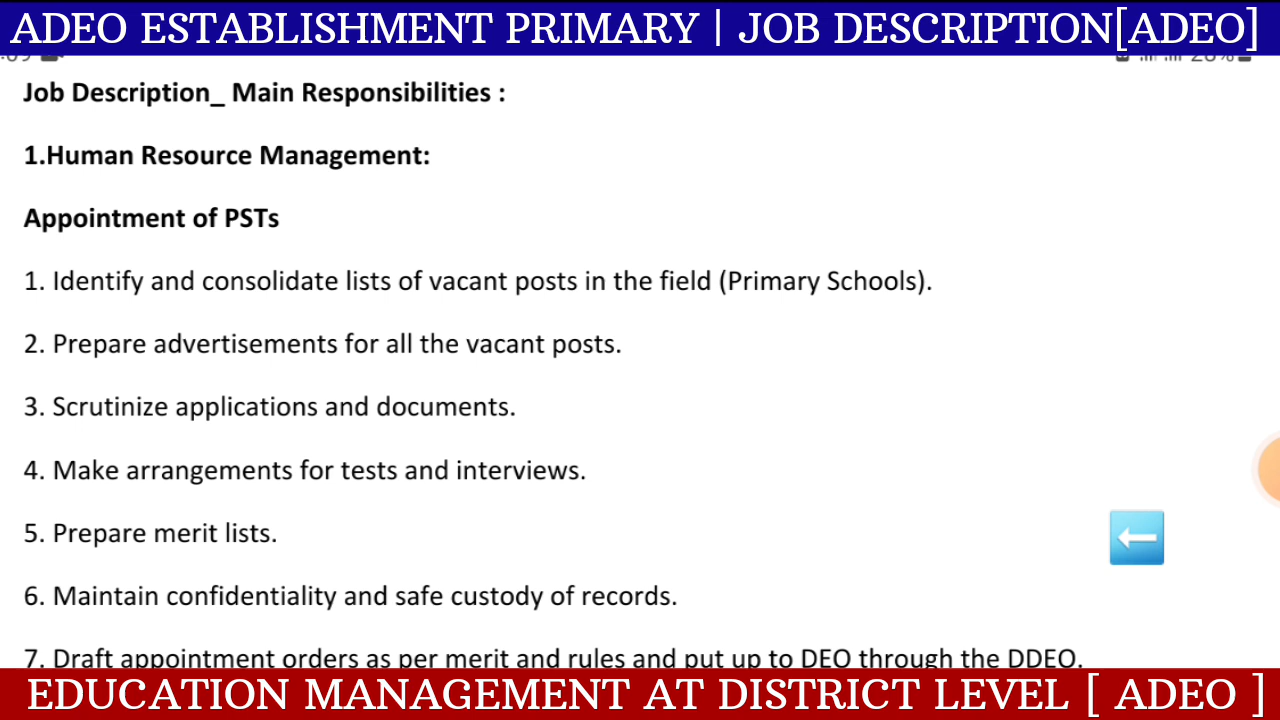 ADEO ESTABLISHMENT PRIMARY | JOB DESCRIPTION[ADEO]
Job Description_ Main Responsibilities :
1.Human Resource Management:
Appointment of PSTs
1. Identify and consolidate lists of vacant posts in the field (Primary Schools).
2. Prepare advertisements for all the vacant posts.
3. Scrutinize applications and documents.
4. Make arrangements for tests and interviews.
5. Prepare merit lists.
6. Maintain confidentiality and safe custody of records.
7. Draft appointment orders as per merit and rules and put up to DEO through the DDEO.
EDUCATION MANAGEMENT AT DISTRICT LEVEL [ ADEO ]